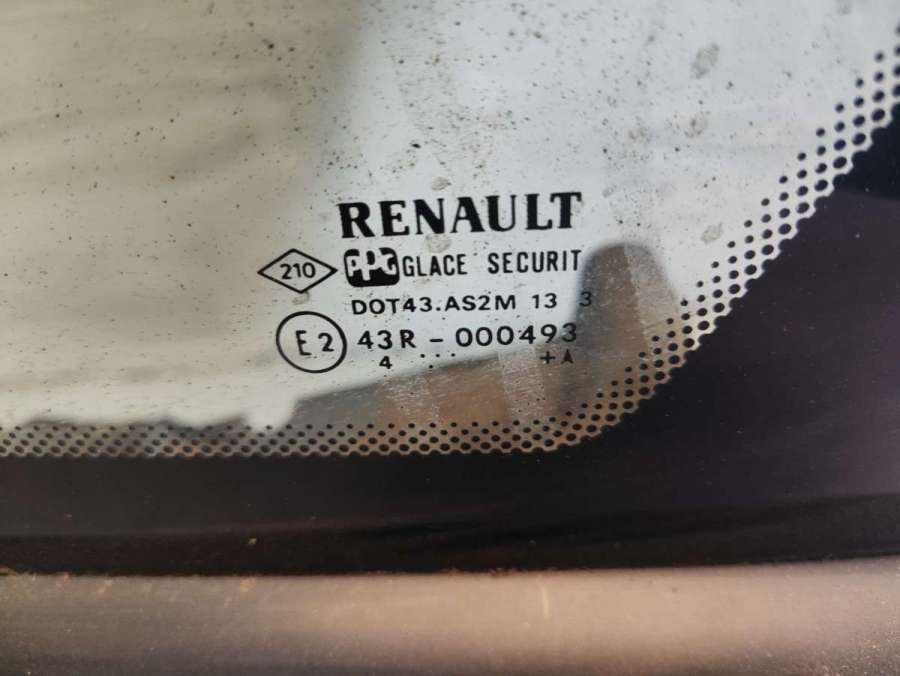 RENAULT
210 PPG GLACE SECURIT
DOT43.AS2M 13 3
E2 43R - 000493
4 ... +A